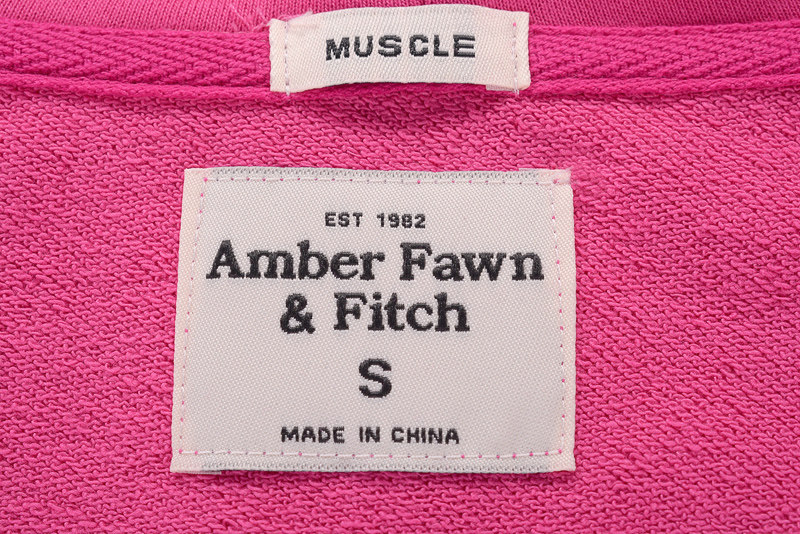 MUSCLE
EST 1982
Amber Fawn
& Fitch
S
MADE IN CHINA